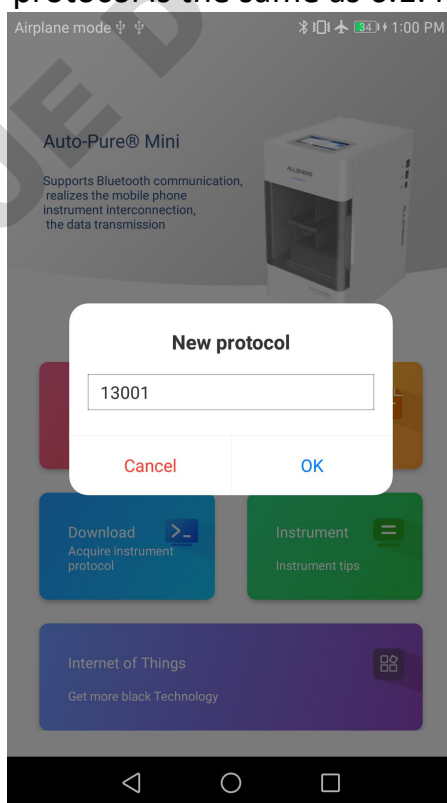 Airplane mode 34 1:00 PM
Auto-Pure® Mini
Supports Bluetooth communication,
realizes the mobile phone
instrument interconnection,
the data transmission
ALLSHENG
New protocol
13001
Cancel OK
Download
Acquire instrument
protocol
Instrument
Instrument tips
Internet of Things
Get more black Technology